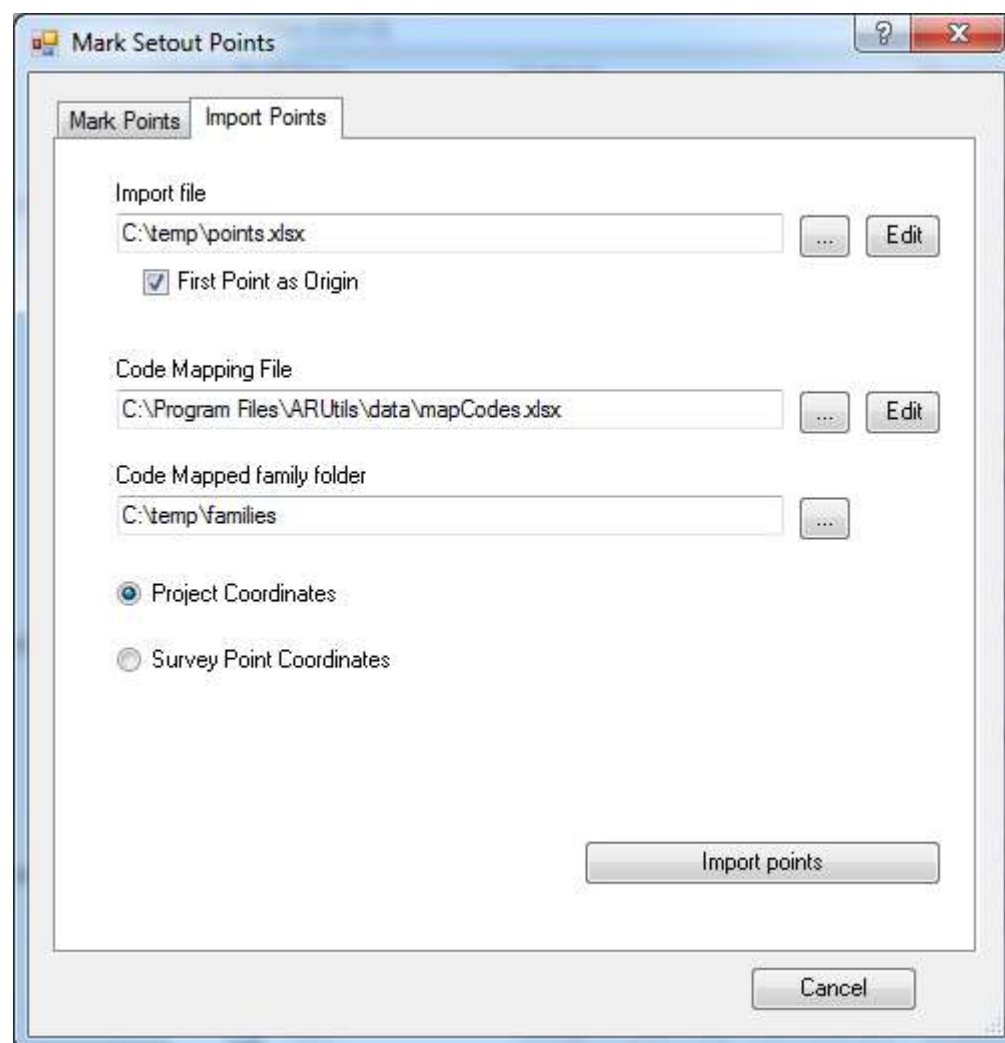 Mark Setout Points
?
Mark Points Import Points
Import file
C:\temp\points.xlsx ... Edit
First Point as Origin
Code Mapping File
C:\Program Files\ARUtils\data\mapCodes.xlsx ... Edit
Code Mapped family folder
C:\temp\families ...
Project Coordinates
Survey Point Coordinates
Import points
Cancel